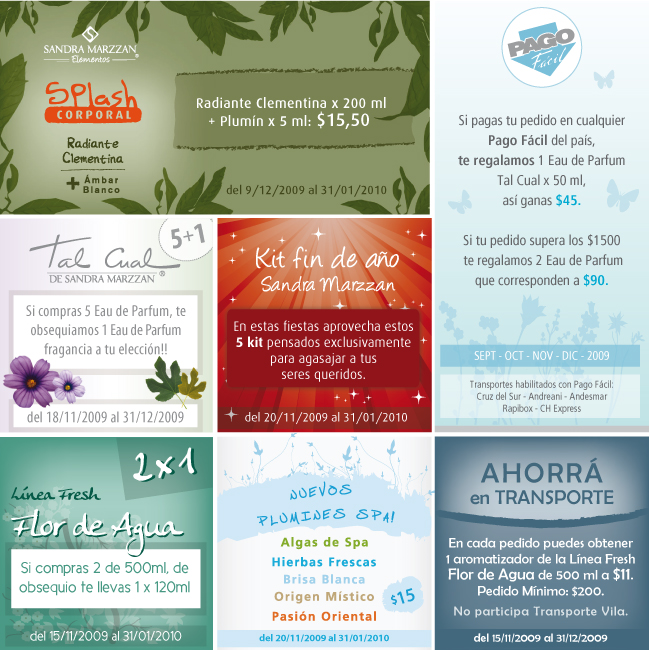 SANDRA MARZZAN®
Elementos
SPlash
CORPORAL
Radiante
Clementina
+ Ámbar
Blanco
Radiante Clementina x 200 ml
+ Plumín x 5 ml: $15,50
del 9/12/2009 al 31/01/2010
PAGO
Fácil
Si pagas tu pedido en cualquier
Pago Fácil del país,
te regalamos 1 Eau de Parfum
Tal Cual x 50 ml,
así ganas $45.
Si tu pedido supera los $1500
te regalamos 2 Eau de Parfum
que corresponden a $90.
SEPT - OCT - NOV - DIC - 2009
Transportes habilitados con Pago Fácil:
Cruz del Sur - Andreani - Andesmar
Rapibox - CH Express
5+1
Tal Cual
DE SANDRA MARZZAN®
Si compras 5 Eau de Parfum, te
obsequiamos 1 Eau de Parfum
fragancia a tu elección!!
del 18/11/2009 al 31/12/2009
Kit fin de año
Sandra Marzzan
En estas fiestas aprovecha estos
5 kit pensados exclusivamente
para agasajar a tus
seres queridos.
del 20/11/2009 al 31/01/2010
2x1
Línea Fresh
Flor de Agua
Si compras 2 de 500ml, de
obsequio te llevas 1 x 120ml
del 15/11/2009 al 31/01/2010
NUEVOS
PLUMINES SPA!
Algas de Spa
Hierbas Frescas
Brisa Blanca
Origen Místico
Pasión Oriental
$15
del 20/11/2009 al 31/01/2010
AHORRÁ
en TRANSPORTE
En cada pedido puedes obtener
1 aromatizador de la Línea Fresh
Flor de Agua de 500 ml a $11.
Pedido Mínimo: $200.
No participa Transporte Vila.
del 15/11/2009 al 31/12/2009